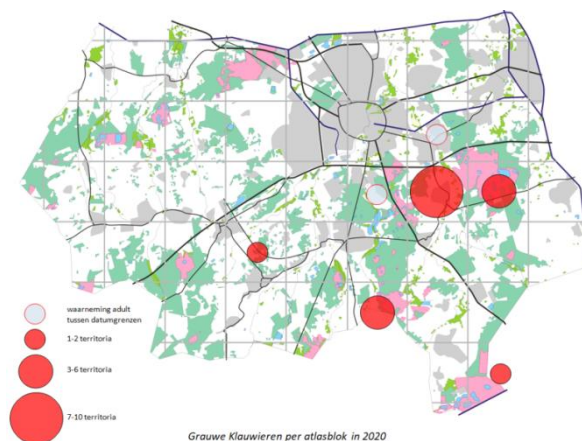 waarneming adult
tussen datumgrenzen
1-2 territoria
3-6 territoria
7-10 territoria
Grauwe Klauwieren per atlasblok in 2020